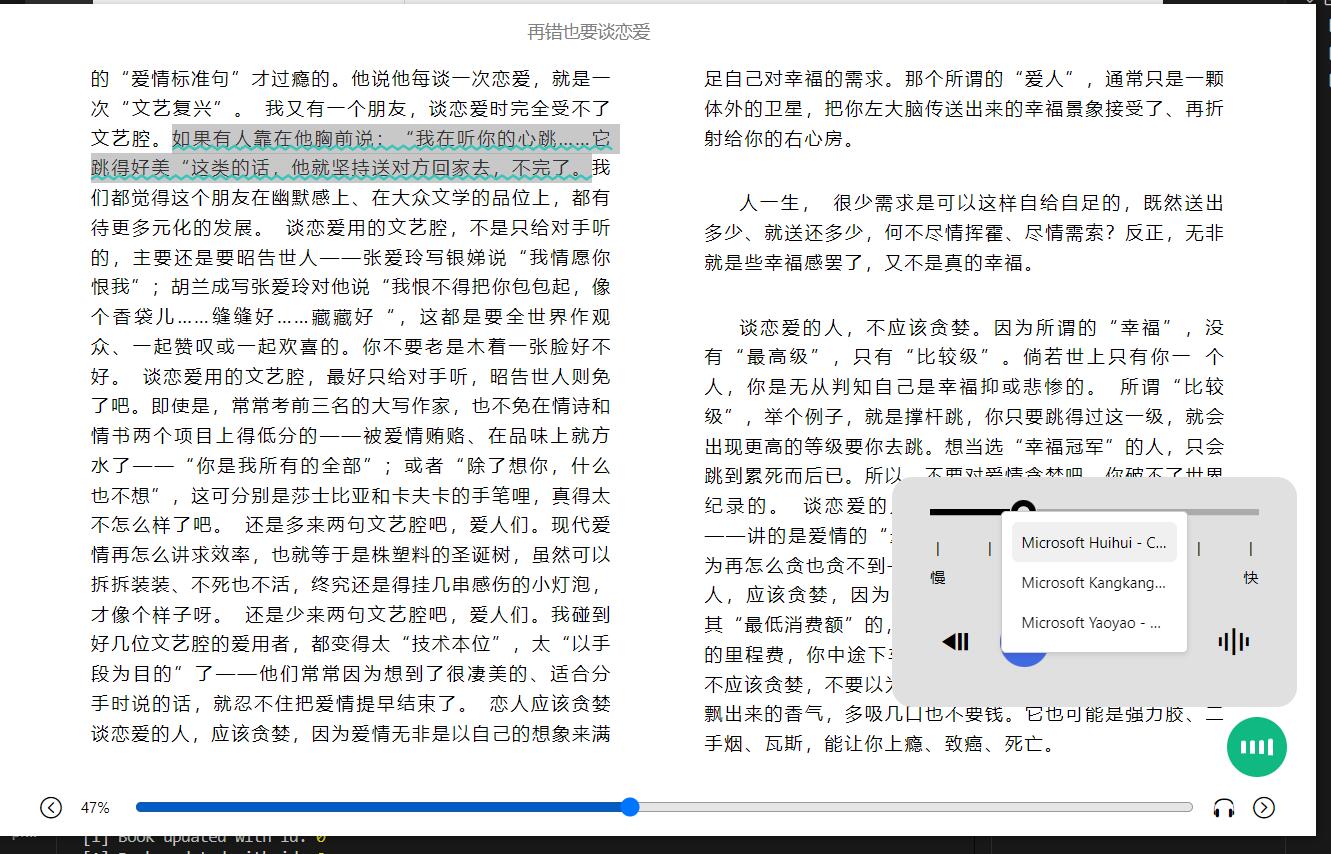 再错也要谈恋爱
的“爱情标准句”才过瘾的。他说他每谈一次恋爱，就是一
次“文艺复兴”。 我又有一个朋友，谈恋爱时完全受不了
文艺腔。如果有人靠在他胸前说：“我在听你的心跳……它
跳得好美“这类的话，他就坚持送对方回家去，不完了。我
们都觉得这个朋友在幽默感上、在大众文学的品位上，都有
待更多元化的发展。 谈恋爱用的文艺腔，不是只给对手听
的，主要还是要昭告世人——张爱玲写银娣说“我情愿你
恨我”；胡兰成写张爱玲对他说“我恨不得把你包包起，像
个香袋儿……缝缝好……藏藏好“，这都是要全世界作观
众、一起赞叹或一起欢喜的。你不要老是木着一张脸好不
好。 谈恋爱用的文艺腔，最好只给对手听，昭告世人则免
了吧。即使是，常常考前三名的大写作家，也不免在情诗和
情书两个项目上得低分的——被爱情贿赂、在品味上就方
水了——“你是我所有的全部”；或者“除了想你，什么
也不想”，这可分别是莎士比亚和卡夫卡的手笔哩，真得太
不怎么样了吧。 还是多来两句文艺腔吧，爱人们。现代爱
情再怎么讲求效率，也就等于是株塑料的圣诞树，虽然可以
拆拆装装、不死也不活，终究还是得挂几串感伤的小灯泡，
才像个样子呀。 还是少来两句文艺腔吧，爱人们。我碰到
好几位文艺腔的爱用者，都变得太“技术本位”，太“以手
段为目的”了——他们常常因为想到了很凄美的、适合分
手时说的话，就忍不住把爱情提早结束了。 恋人应该贪婪
谈恋爱的人，应该贪婪，因为爱情无非是以自己的想象来满
足自己对幸福的需求。那个所谓的“爱人”，通常只是一颗
体外的卫星，把你左大脑传送出来的幸福景象接受了、再折
射给你的右心房。
人一生， 很少需求是可以这样自给自足的，既然送出
多少、就送还多少，何不尽情挥霍、尽情需索？反正，无非
就是些幸福感罢了，又不是真的幸福。
谈恋爱的人，不应该贪婪。因为所谓的“幸福”，没
有“最高级”，只有“比较级”。倘若世上只有你一 个
人，你是无从判知自己是幸福抑或悲惨的。 所谓“比较
级”，举个例子，就是撑杆跳，你只要跳得过这一级，就会
出现更高的等级要你去跳。想当选“幸福冠军”的人，只会
跳到累死而后已。所以，不要对爱情贪婪吧，你破不了世界
纪录的。 谈恋爱的
——讲的是爱情的“
为再怎么贪也贪不到
人，应该贪婪，因为
其“最低消费额”的，
的里程费，你中途下
不应该贪婪，不要以为
飘出来的香气，多吸几口也不要钱。它也可能是強力胶、二
手烟、瓦斯，能让你上瘾、致癌、死亡。
慢
快
Microsoft Huihui - C...
Microsoft Kangkang...
Microsoft Yaoyao - ...
47%
[1] Book updated with id: 0